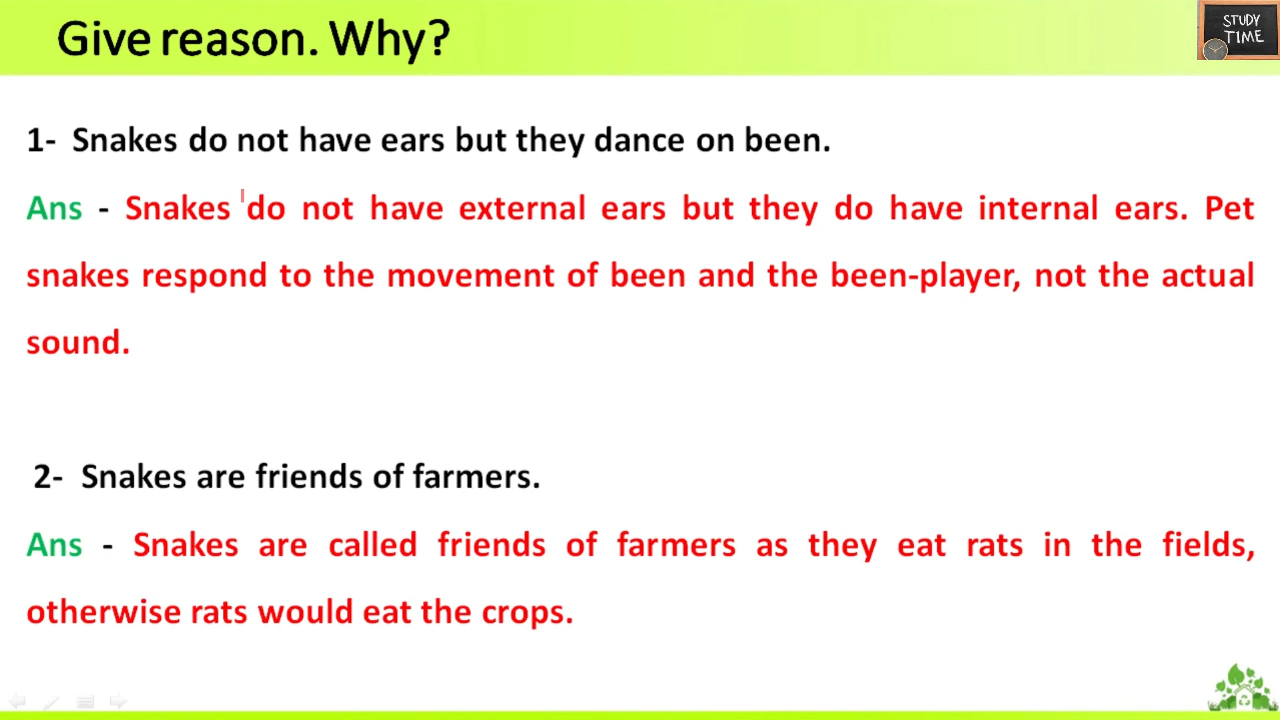 Give reason. Why?
STUDY
TIME
1- Snakes do not have ears but they dance on been.
Ans - Snakes do not have external ears but they do have internal ears. Pet
snakes respond to the movement of been and the been-player, not the actual
sound.
2- Snakes are friends of farmers.
Ans - Snakes are called friends of farmers as they eat rats in the fields,
otherwise rats would eat the crops.